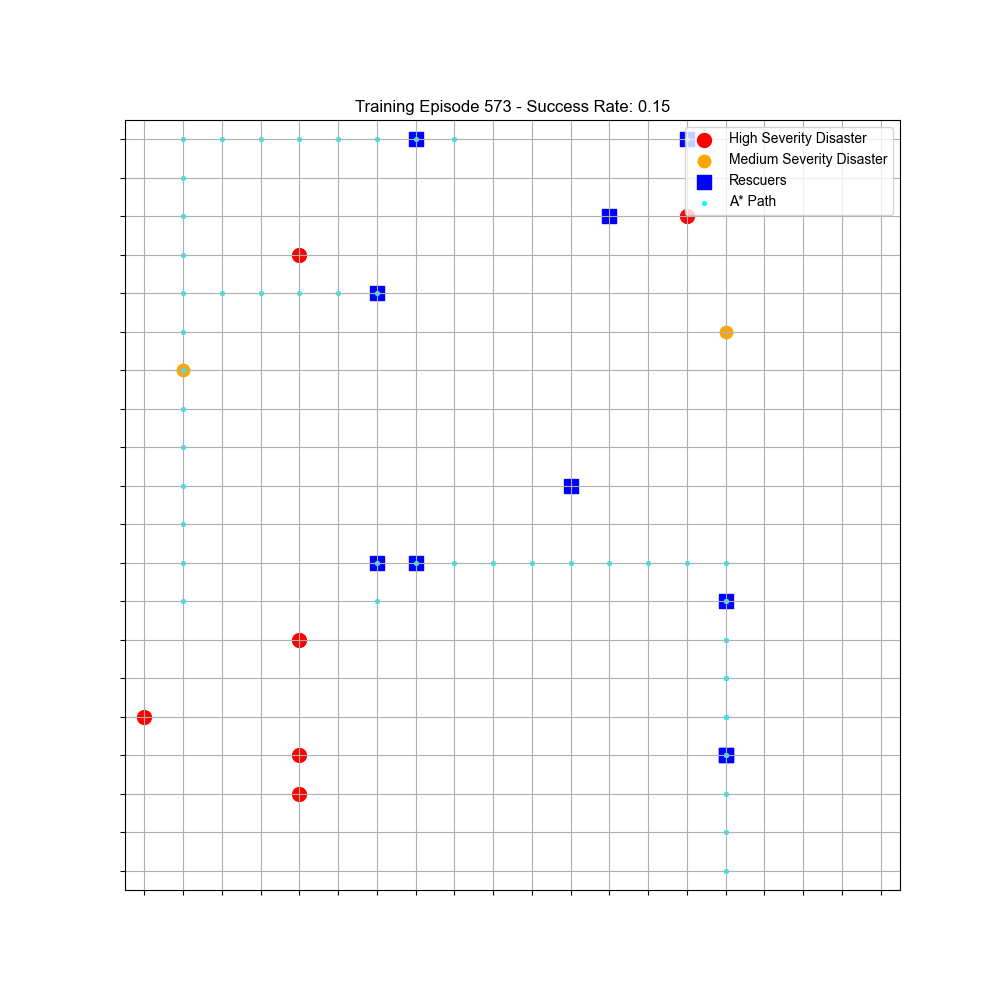 Training Episode 573 - Success Rate: 0.15
High Severity Disaster
Medium Severity Disaster
Rescuers
A* Path